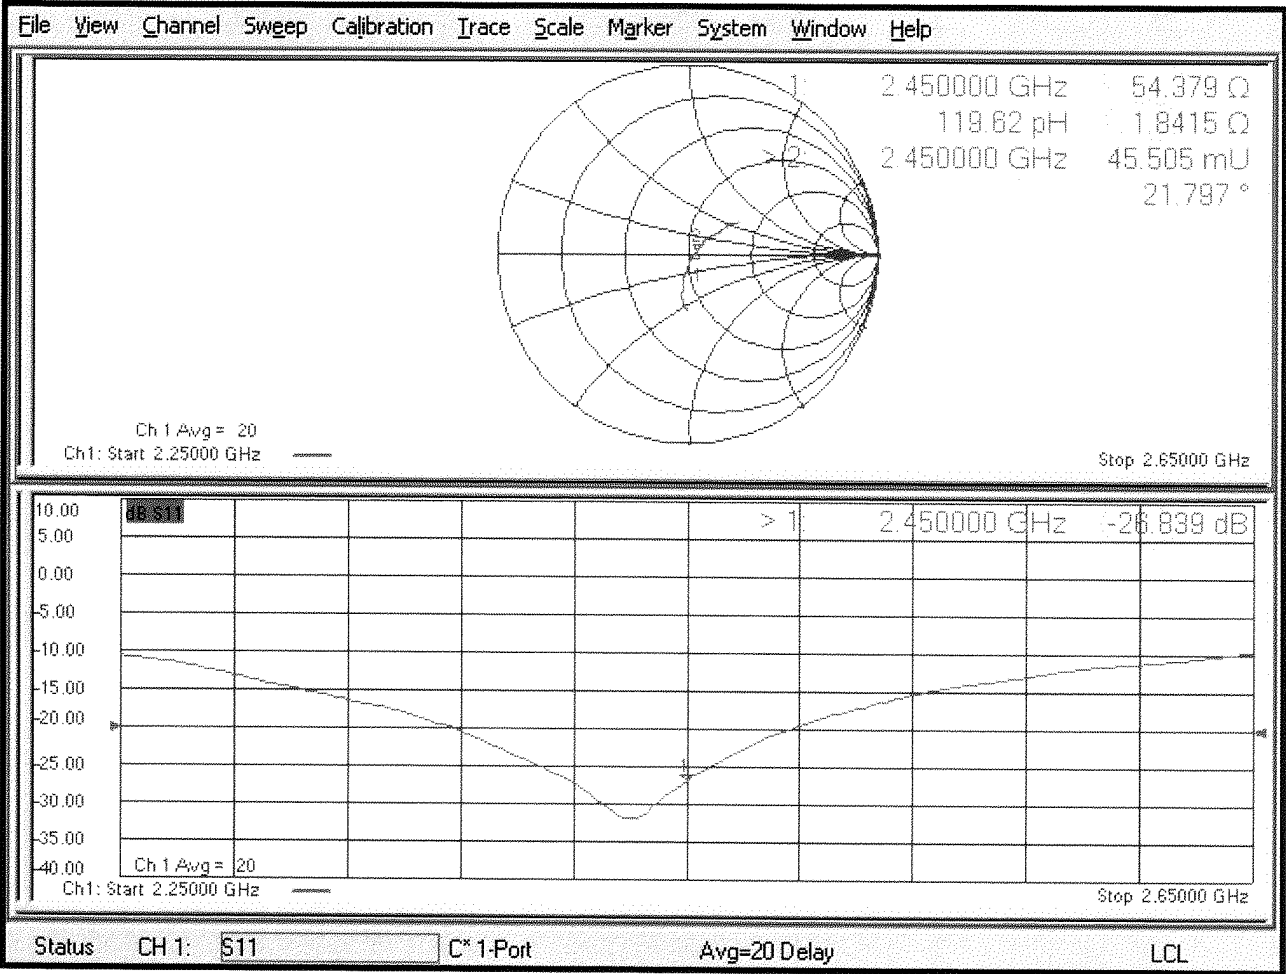 File View Channel Sweep Calibration Trace Scale Marker System Window Help
1: 2.450000 GHz 54.379 Ω
119.62 pH 1.8415 Ω
> 2: 2.450000 GHz 45.505 mU
21.797 °
Ch 1 Avg = 20
Ch1: Start 2.25000 GHz
Stop 2.65000 GHz
10.00
dB S11
> 1: 2.450000 GHz -26.839 dB
5.00
0.00
-5.00
-10.00
-15.00
-20.00
-25.00
1
-30.00
-35.00
-40.00
Ch 1 Avg = 20
Ch1: Start 2.25000 GHz
Stop 2.65000 GHz
Status CH 1: S11 C* 1-Port Avg=20 Delay LCL